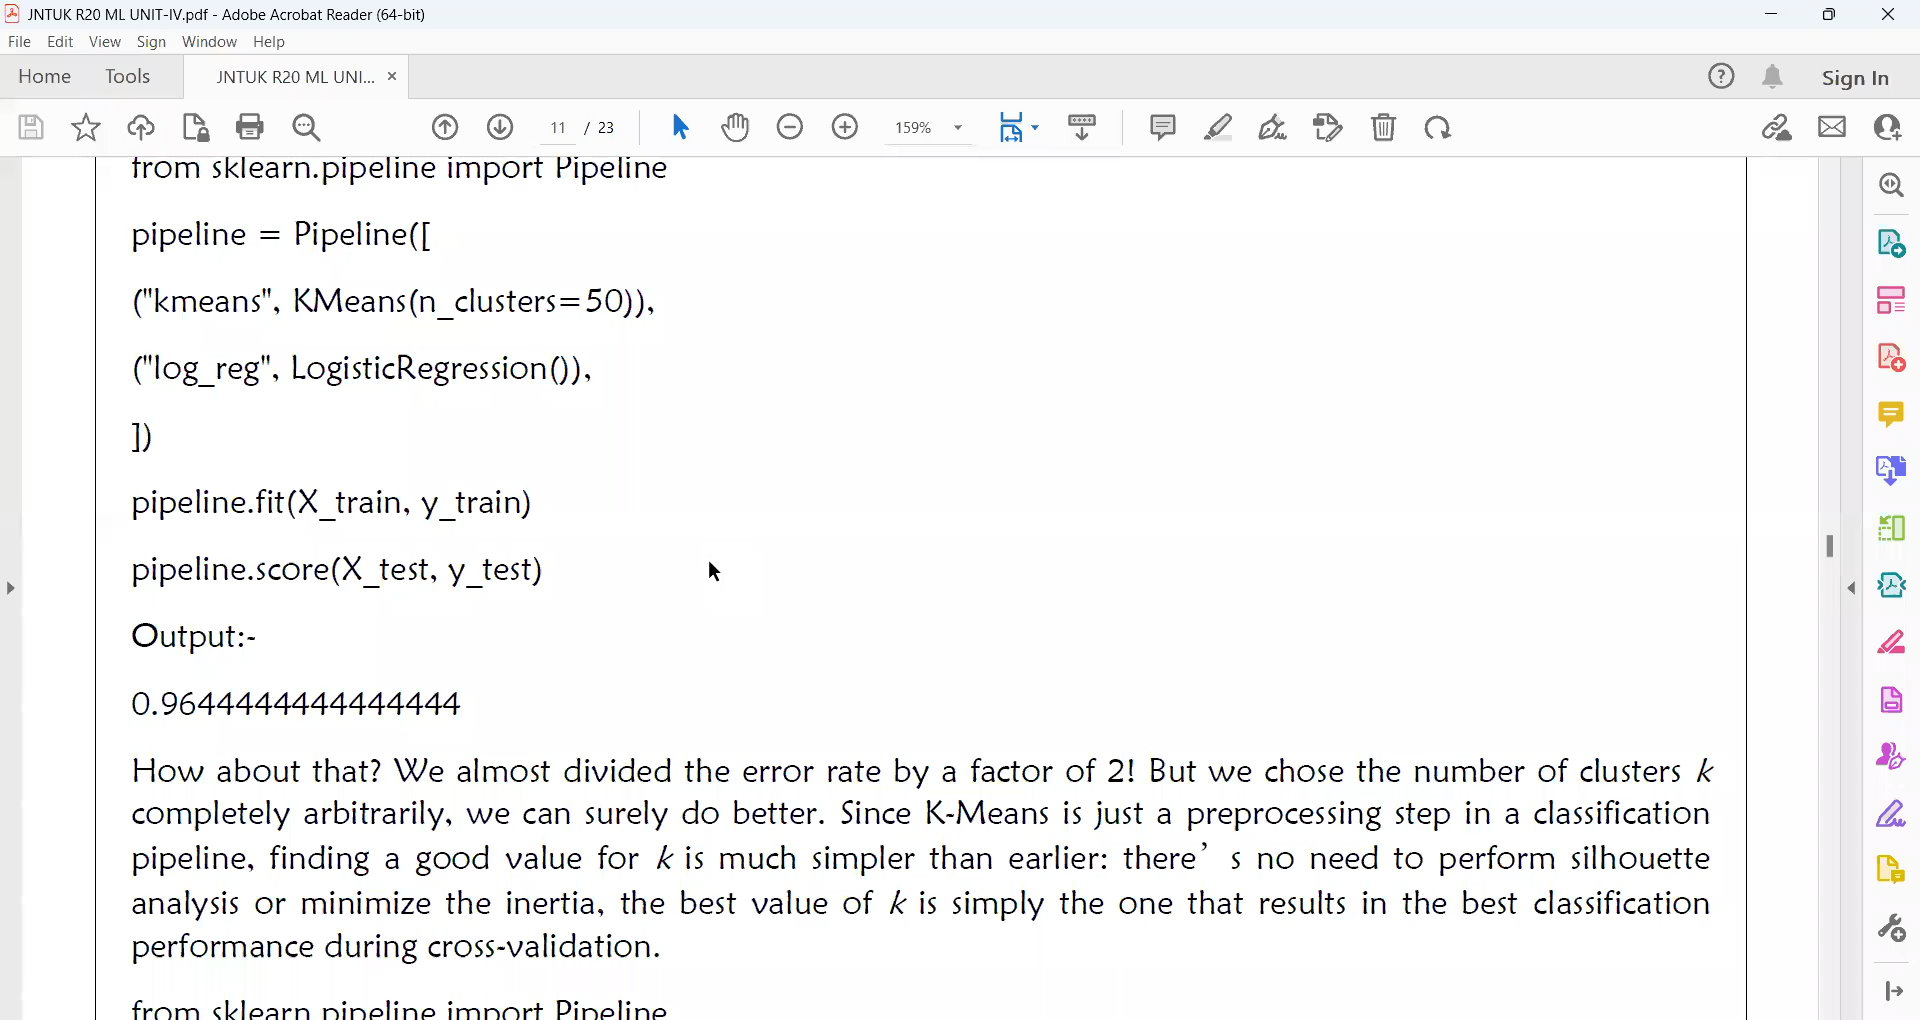 JNTUK R20 ML UNIT-IV.pdf - Adobe Acrobat Reader (64-bit)
File Edit View Sign Window Help
Home Tools JNTUK R20 ML UNI... × Sign In
11 / 23 159%
from sklearn.pipeline import Pipeline
pipeline = Pipeline([
("kmeans", KMeans(n_clusters=50)),
("log_reg", LogisticRegression()),
])
pipeline.fit(X_train, y_train)
pipeline.score(X_test, y_test)
Output:-
0.9644444444444444
How about that? We almost divided the error rate by a factor of 2! But we chose the number of clusters k
completely arbitrarily, we can surely do better. Since K-Means is just a preprocessing step in a classification
pipeline, finding a good value for k is much simpler than earlier: there’ s no need to perform silhouette
analysis or minimize the inertia, the best value of k is simply the one that results in the best classification
performance during cross-validation.
from sklearn.pipeline import Pipeline